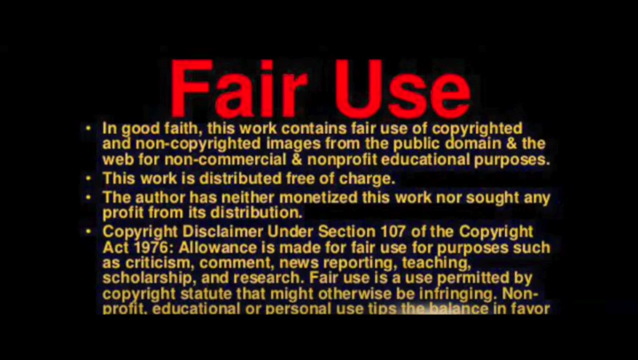 Fair Use
• In good faith, this work contains fair use of copyrighted
and non-copyrighted images from the public domain & the
web for non-commercial & nonprofit educational purposes.
• This work is distributed free of charge.
• The author has neither monetized this work nor sought any
profit from its distribution.
• Copyright Disclaimer Under Section 107 of the Copyright
Act 1976: Allowance is made for fair use for purposes such
as criticism, comment, news reporting, teaching,
scholarship, and research. Fair use is a use permitted by
copyright statute that might otherwise be infringing. Non-
profit, educational or personal use tips the balance in favor